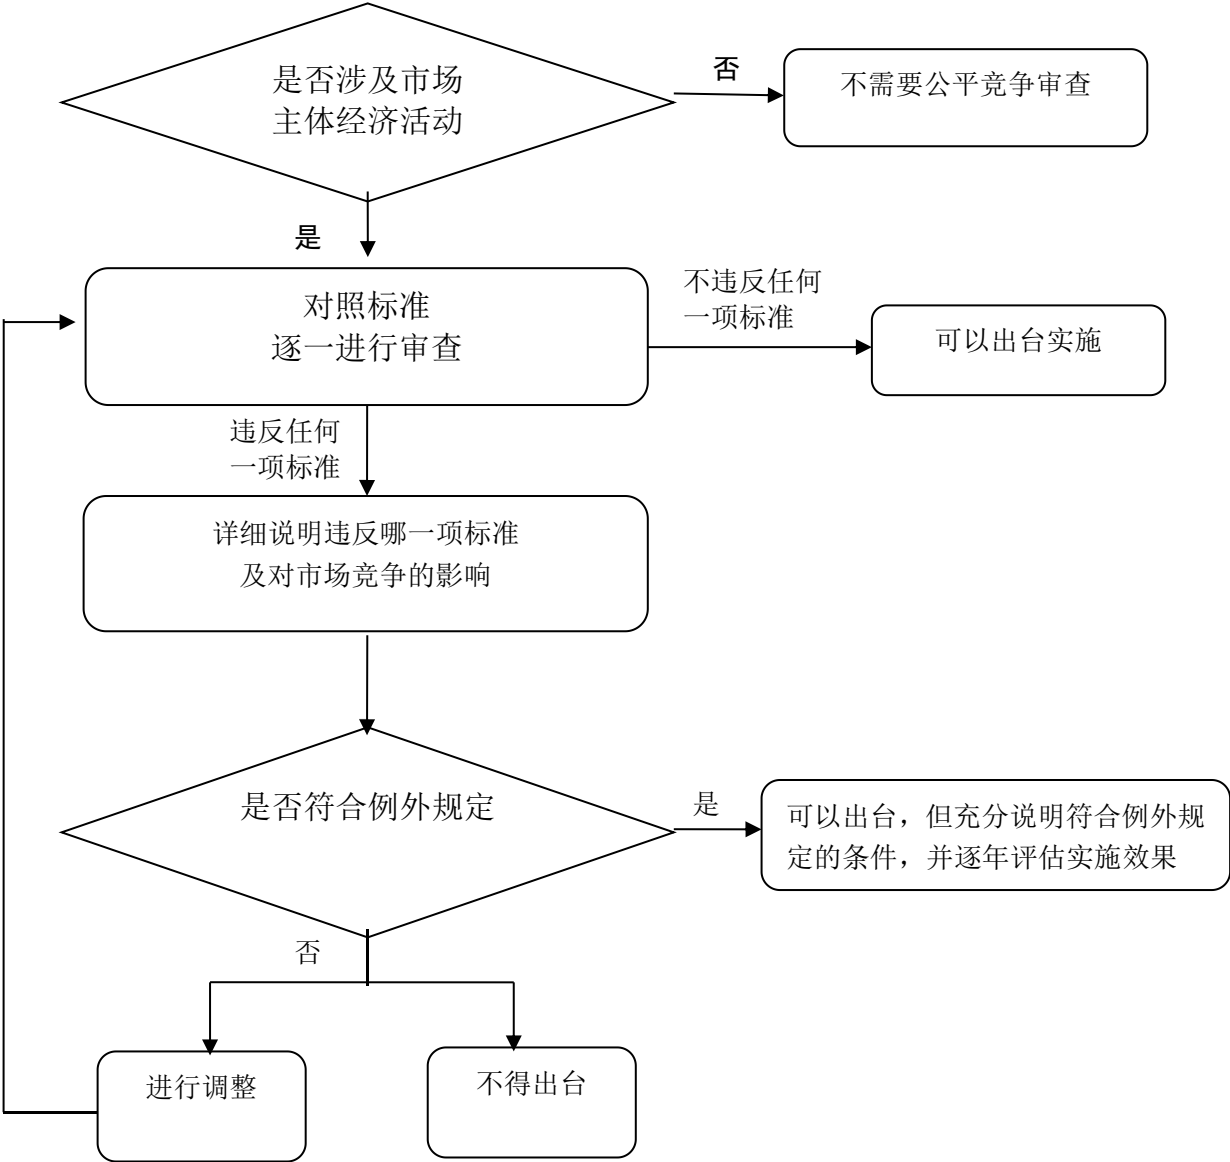 是否涉及市场
主体经济活动
否
不需要公平竞争审查
是
对照标准
逐一进行审查
不违反任何
一项标准
可以出台实施
违反任何
一项标准
详细说明违反哪一项标准
及对市场竞争的影响
是否符合例外规定
是
可以出台，但充分说明符合例外规
定的条件，并逐年评估实施效果
否
进行调整
不得出台